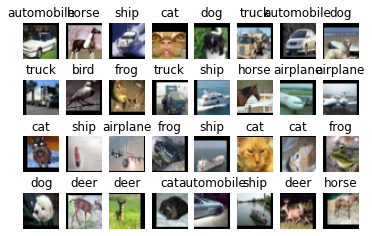 automobile horse ship cat dog truck automobile dog
truck bird frog truck ship horse airplane airplane
cat ship airplane frog ship cat cat frog
dog deer deer cat automobile ship deer horse